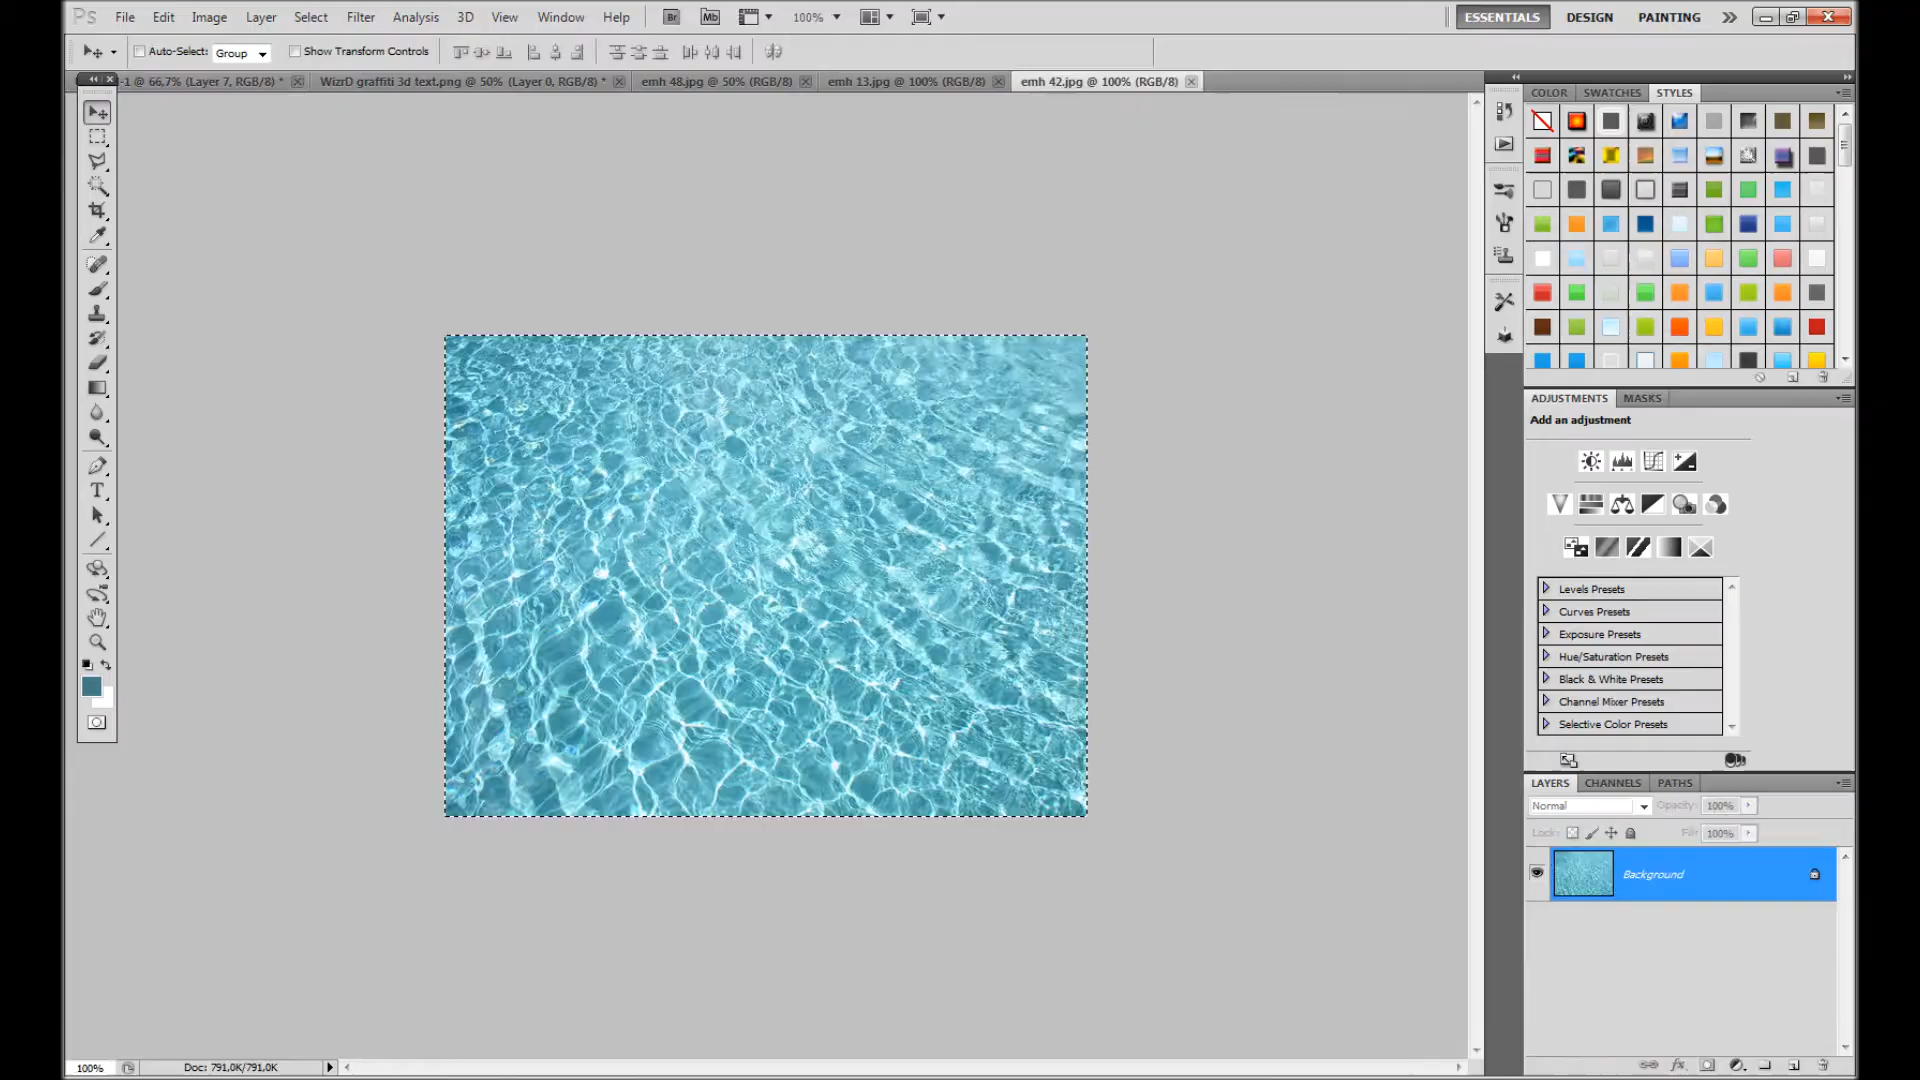 Ps File Edit Image Layer Select Filter Analysis 3D View Window Help Br Mb 100% ESSENTIALS DESIGN PAINTING
Auto-Select: Group Show Transform Controls
-1 @ 66,7% (Layer 7, RGB/8) * WizrD graffiti 3d text.png @ 50% (Layer 0, RGB/8) * emh 48.jpg @ 50% (RGB/8) emh 13.jpg @ 100% (RGB/8) emh 42.jpg @ 100% (RGB/8)
COLOR SWATCHES STYLES
ADJUSTMENTS MASKS
Add an adjustment
Levels Presets
Curves Presets
Exposure Presets
Hue/Saturation Presets
Black & White Presets
Channel Mixer Presets
Selective Color Presets
LAYERS CHANNELS PATHS
Normal Opacity: 100%
Lock: Fill: 100%
Background
100% Doc: 791,0K/791,0K